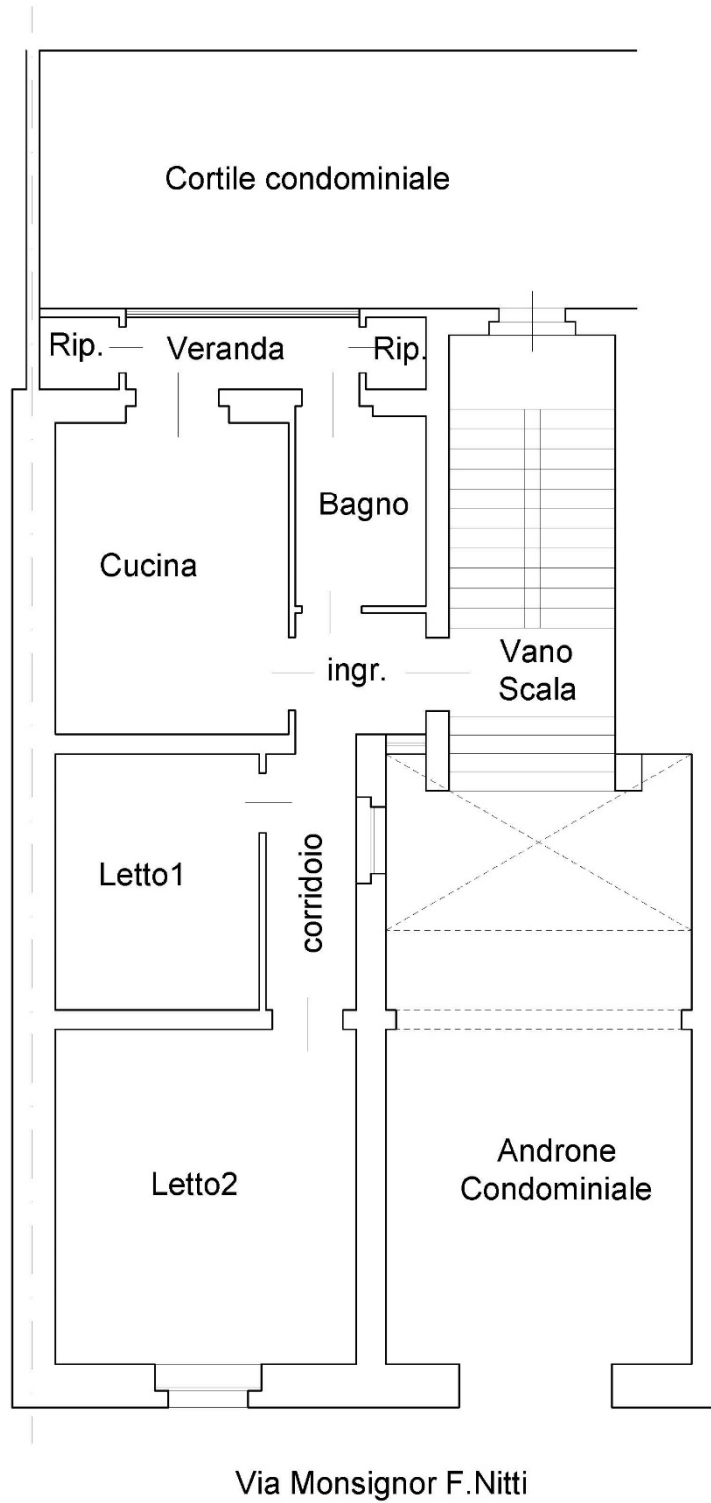 Cortile condominiale
Rip.
Veranda
Rip.
Bagno
Cucina
ingr.
Vano
Scala
Letto1
corridoio
Letto2
Androne
Condominiale
Via Monsignor F.Nitti